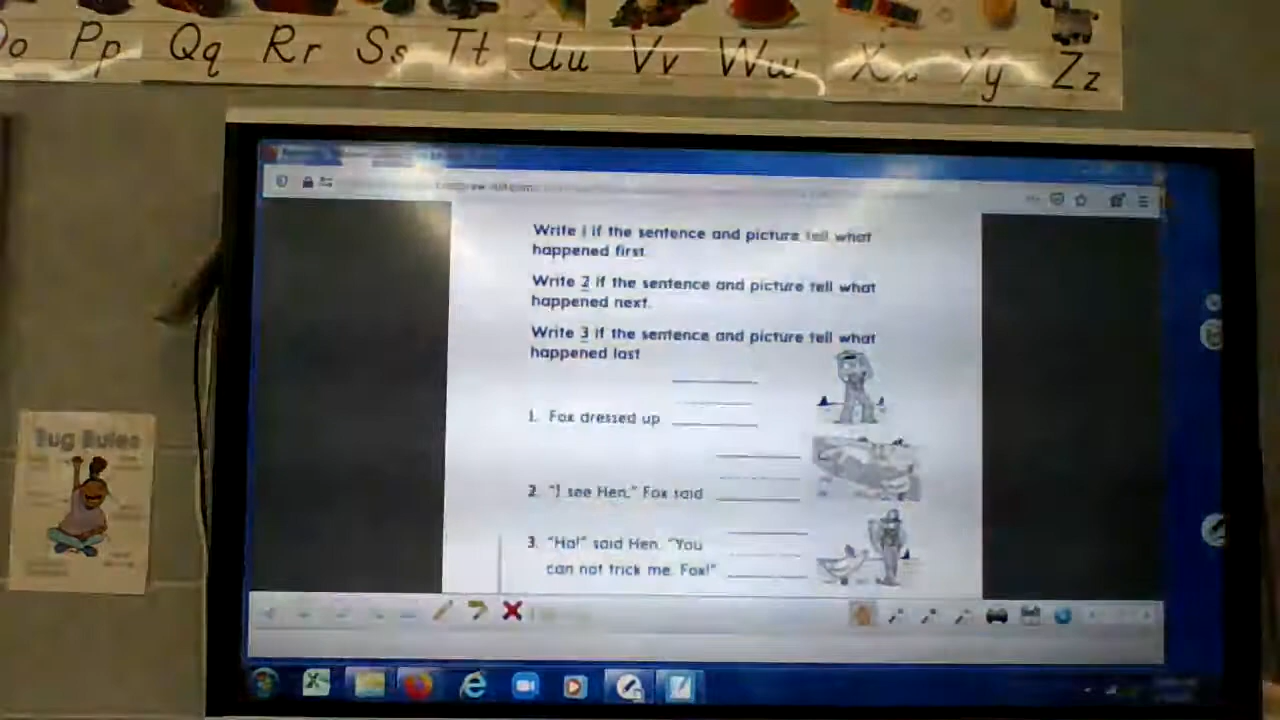 Pp Qq Rr Ss Tt Uu Vv Ww Xx Yy Zz
Write 1 if the sentence and picture tell what
happened first
Write 2 if the sentence and picture tell what
happened next.
Write 3 if the sentence and picture tell what
happened last
1. Fox dressed up
2. "I see Hen," Fox said
3. "Ha!" said Hen. "You
can not trick me, Fox!"
Bug Rules